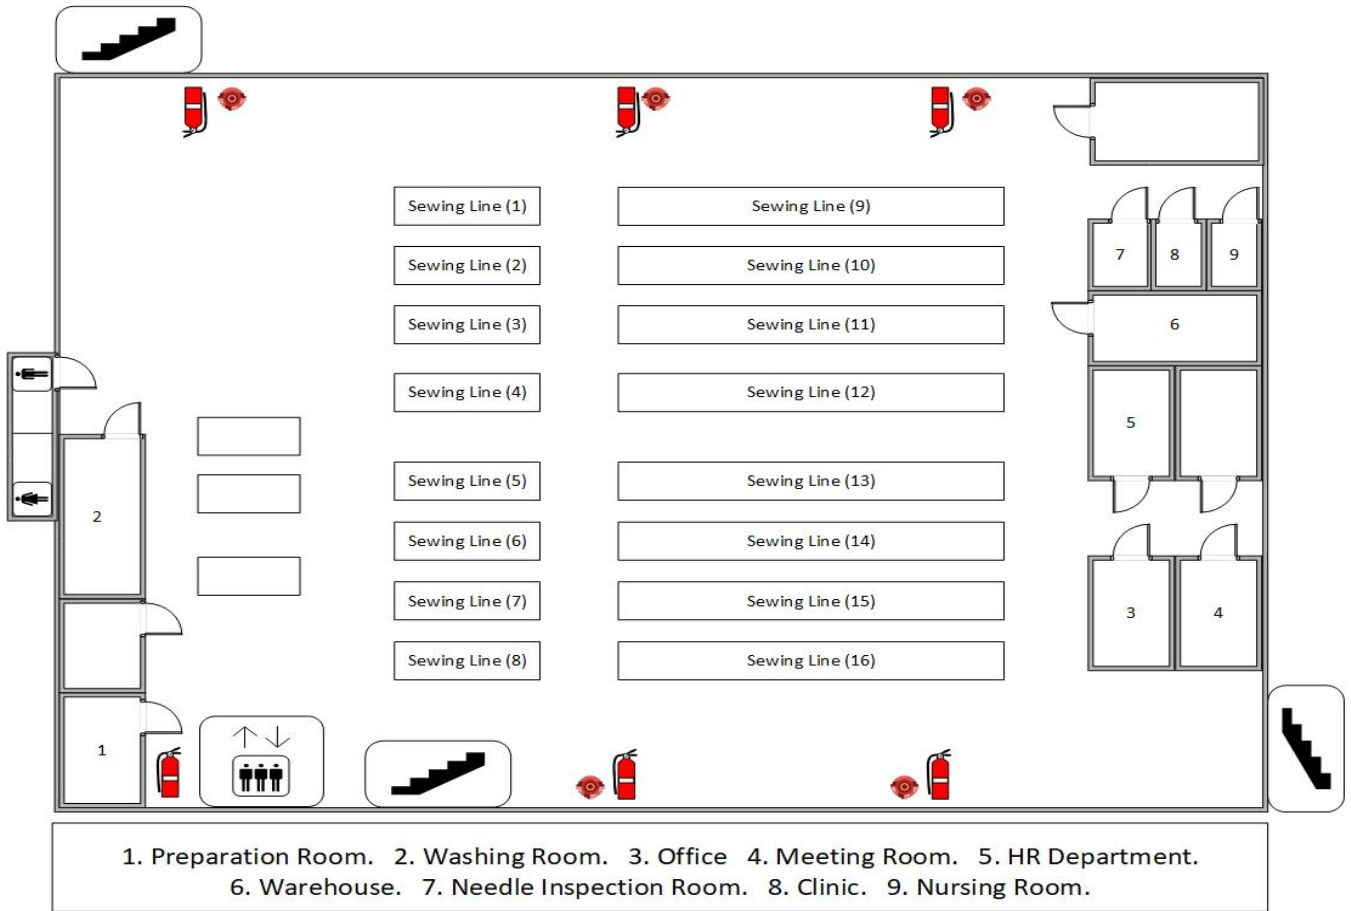 Sewing Line (1)
Sewing Line (9)
Sewing Line (2)
Sewing Line (10)
Sewing Line (3)
Sewing Line (11)
Sewing Line (4)
Sewing Line (12)
Sewing Line (5)
Sewing Line (13)
Sewing Line (6)
Sewing Line (14)
Sewing Line (7)
Sewing Line (15)
Sewing Line (8)
Sewing Line (16)
7
8
9
6
5
3
4
2
1
1. Preparation Room. 2. Washing Room. 3. Office 4. Meeting Room. 5. HR Department.
6. Warehouse. 7. Needle Inspection Room. 8. Clinic. 9. Nursing Room.